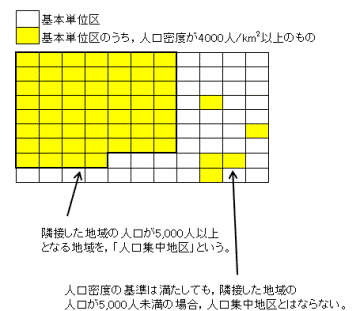 基本単位区
基本単位区のうち，人口密度が4000人/km²以上のもの
隣接した地域の人口が5,000人以上
となる地域を，「人口集中地区」という。
人口密度の基準は満たしても，隣接した地域の
人口が5,000人未満の場合，人口集中地区とはならない。